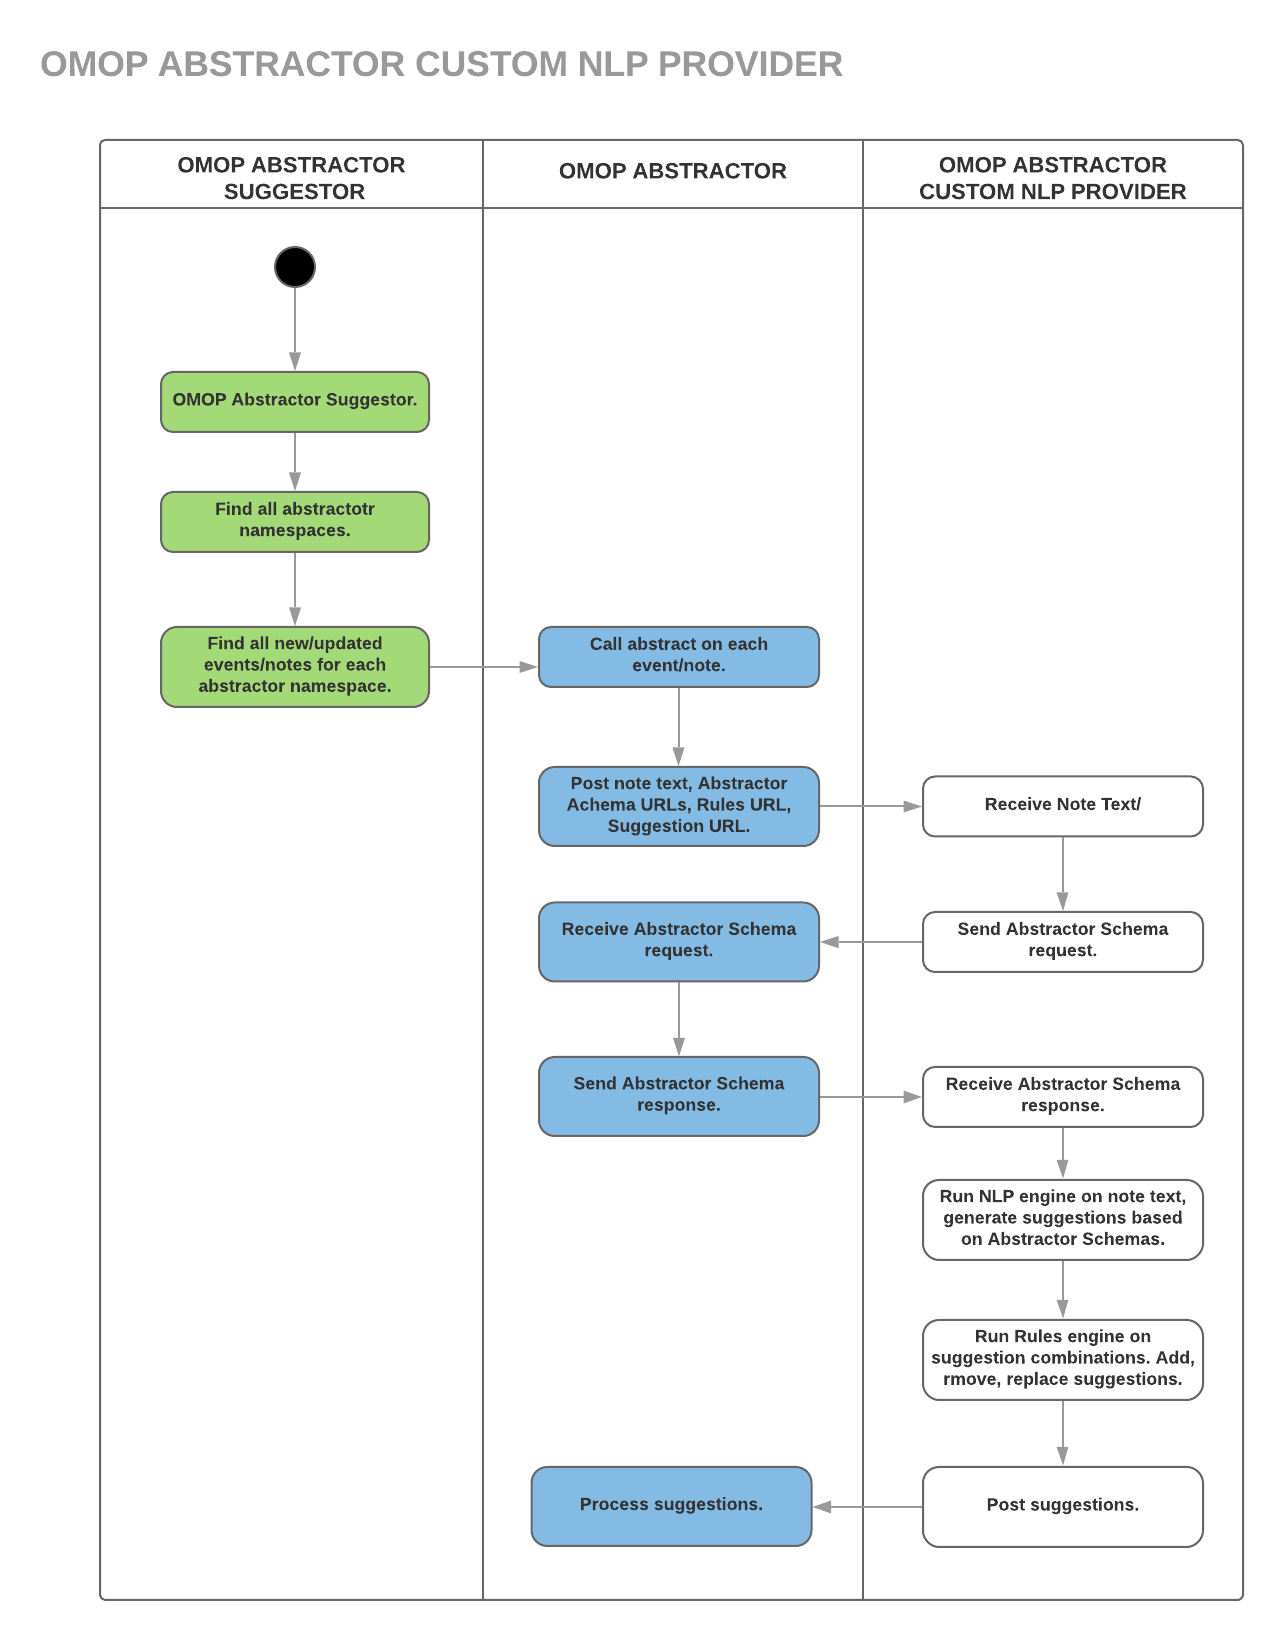 OMOP ABSTRACTOR CUSTOM NLP PROVIDER
OMOP ABSTRACTOR
SUGGESTOR
OMOP ABSTRACTOR
OMOP ABSTRACTOR
CUSTOM NLP PROVIDER
OMOP Abstractor Suggestor.
Find all abstractotr
namespaces.
Find all new/updated
events/notes for each
abstractor namespace.
Call abstract on each
event/note.
Post note text, Abstractor
Achema URLs, Rules URL,
Suggestion URL.
Receive Note Text/
Send Abstractor Schema
request.
Receive Abstractor Schema
request.
Send Abstractor Schema
response.
Receive Abstractor Schema
response.
Run NLP engine on note text,
generate suggestions based
on Abstractor Schemas.
Run Rules engine on
suggestion combinations. Add,
rmove, replace suggestions.
Post suggestions.
Process suggestions.